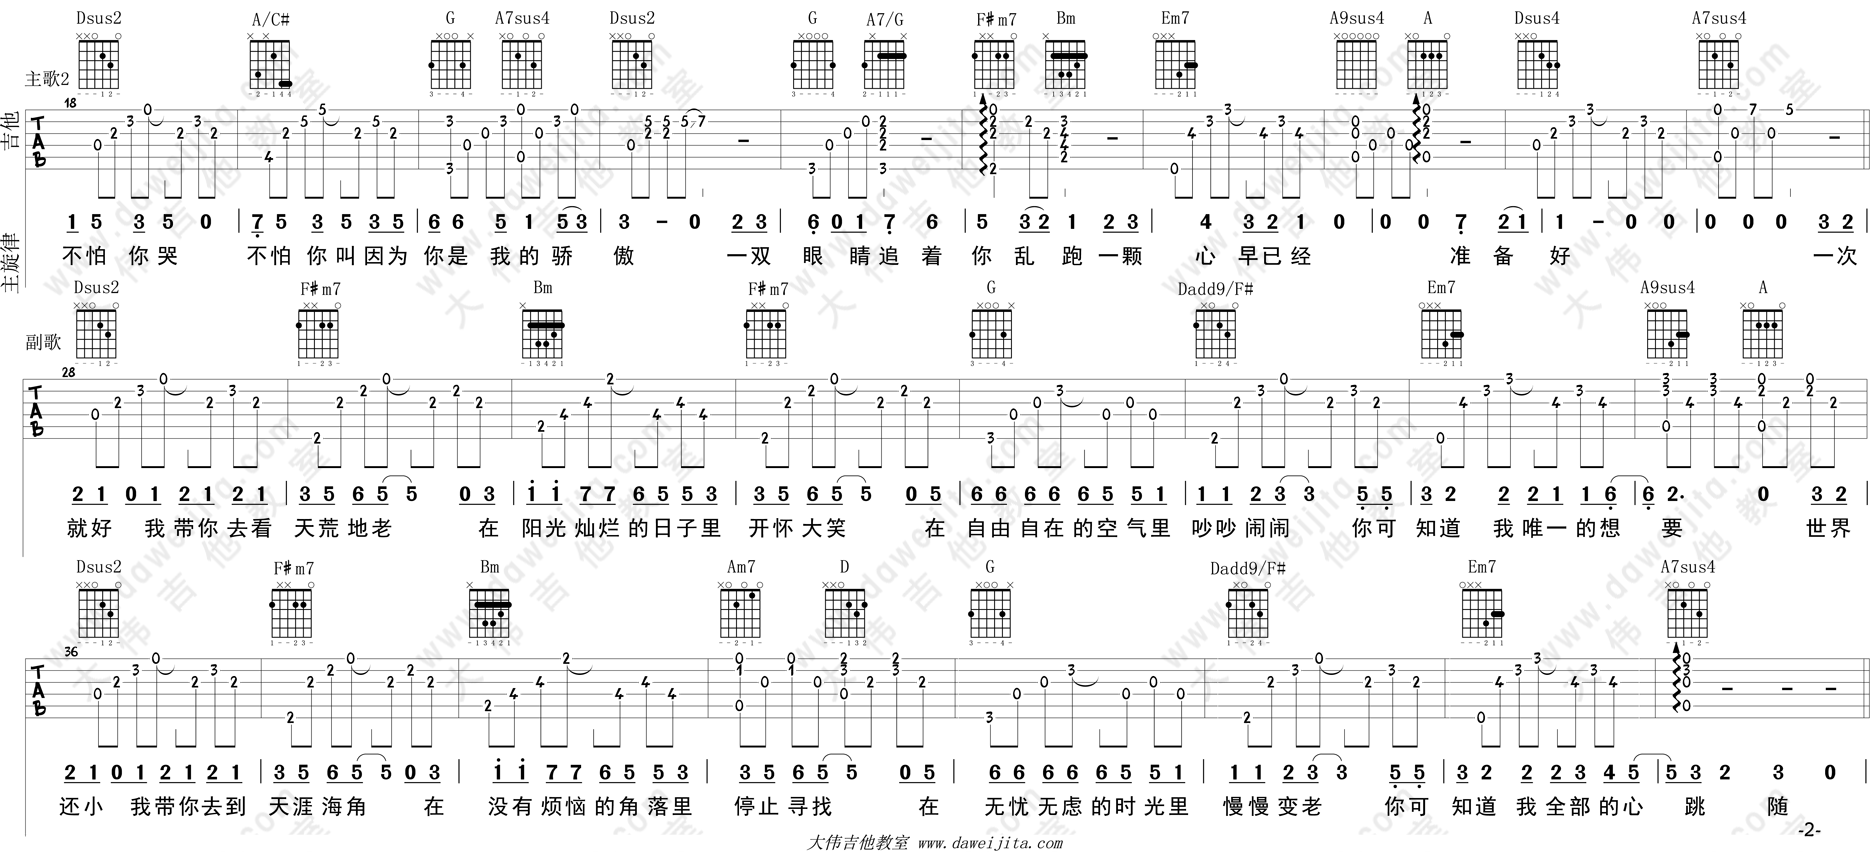 Dsus2 A/C# G A7sus4 Dsus2 G A7/G F#m7 Bm Em7 A9sus4 A Dsus4 A7sus4
主歌2
18
吉他
TAB
主旋律
1 5 3 5 0 | 7 5 3 5 3 5 | 6 6 5 1 5 3 | 3 - 0 2 3 | 6 0 1 7 6 | 5 3 2 1 2 3 | 4 3 2 1 0 | 0 0 7 2 1 | 1 - 0 0 | 0 0 0 3 2
不怕 你哭 不怕 你叫因为 你是 我的骄 傲 一双 眼 睛追着 你 乱 跑 一颗 心 早已经 准 备 好 一次
Dsus2 F#m7 Bm F#m7 G Dadd9/F# Em7 A9sus4 A
副歌
28
TAB
2 1 0 1 2 1 2 1 | 3 5 6 5 5 0 3 | i i 7 7 6 5 5 3 | 3 5 6 5 5 0 5 | 6 6 6 6 6 5 5 1 | 1 1 2 3 3 5 5 | 3 2 2 2 1 1 6 | 6 2. 0 3 2
就好 我带你去看 天荒地老 在 阳光灿烂的日子里 开怀大笑 在 自由自在的空气里 吵吵闹闹 你可 知道 我唯一的想 要 世界
Dsus2 F#m7 Bm Am7 D G Dadd9/F# Em7 A7sus4
36
TAB
2 1 0 1 2 1 2 1 | 3 5 6 5 5 0 3 | i i 7 7 6 5 5 3 | 3 5 6 5 5 0 5 | 6 6 6 6 6 5 5 1 | 1 1 2 3 3 5 5 | 3 2 2 2 3 4 5 | 5 3 2 3 0
还小 我带你去到 天涯海角 在 没有烦恼的角落里 停止寻找 在 无忧无虑的时光里 慢慢变老 你可 知道我全部的心 跳 随
大伟吉他教室 www.daweijita.com
-2-